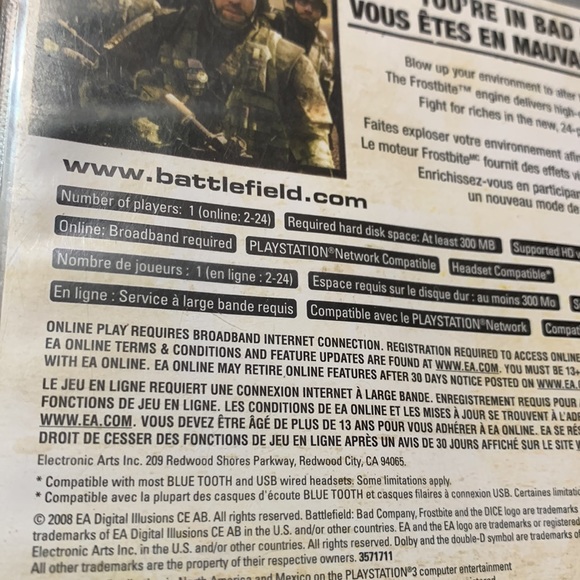 YOU'RE IN BAD
VOUS ÊTES EN MAUVA
Blow up your environment to alter
The Frostbite™ engine delivers high-
Fight for riches in the new, 24-
Faites exploser votre environnement
Le moteur Frostbiteᴹᶜ fournit des effets
Enrichissez-vous en participan
un nouveau mode de
www.battlefield.com
Number of players: 1 (online: 2-24) Required hard disk space: At least 300 MB Supported HD
Online: Broadband required PLAYSTATION®Network Compatible Headset Compatible*
Nombre de joueurs : 1 (en ligne : 2-24) Espace requis sur le disque dur : au moins 300 Mo S
En ligne : Service à large bande requis Compatible avec le PLAYSTATION®Network Compat
ONLINE PLAY REQUIRES BROADBAND INTERNET CONNECTION. REGISTRATION REQUIRED TO ACCESS ONLINE
EA ONLINE TERMS & CONDITIONS AND FEATURE UPDATES ARE FOUND AT WWW.EA.COM. YOU MUST BE 13+
WITH EA ONLINE. EA ONLINE MAY RETIRE ONLINE FEATURES AFTER 30 DAYS NOTICE POSTED ON WWW.EA.
LE JEU EN LIGNE REQUIERT UNE CONNEXION INTERNET À LARGE BANDE. ENREGISTREMENT REQUIS POUR
FONCTIONS DE JEU EN LIGNE. LES CONDITIONS DE EA ONLINE ET LES MISES À JOUR SE TROUVENT À L'AD
WWW.EA.COM. VOUS DEVEZ ÊTRE ÂGÉ DE PLUS DE 13 ANS POUR VOUS ADHÉRER À EA ONLINE. EA SE RÉS
DROIT DE CESSER DES FONCTIONS DE JEU EN LIGNE APRÈS UN AVIS DE 30 JOURS AFFICHÉ SUR LE SITE
Electronic Arts Inc. 209 Redwood Shores Parkway, Redwood City, CA 94065.
* Compatible with most BLUE TOOTH and USB wired headsets. Some limitations apply.
* Compatible avec la plupart des casques d'écoute BLUE TOOTH et casques filaires à connexion USB. Certaines limitatio
© 2008 EA Digital Illusions CE AB. All rights reserved. Battlefield: Bad Company, Frostbite and the DICE logo are trademarks
trademarks of EA Digital Illusions CE AB in the U.S. and/or other countries. EA and the EA logo are trademarks or registered
Electronic Arts Inc. in the U.S. and/or other countries. All rights reserved. Dolby and the double-D symbol are trademarks of
All other trademarks are the property of their respective owners. 3571711
North America and Mexico on the PLAYSTATION®3 computer entertainment